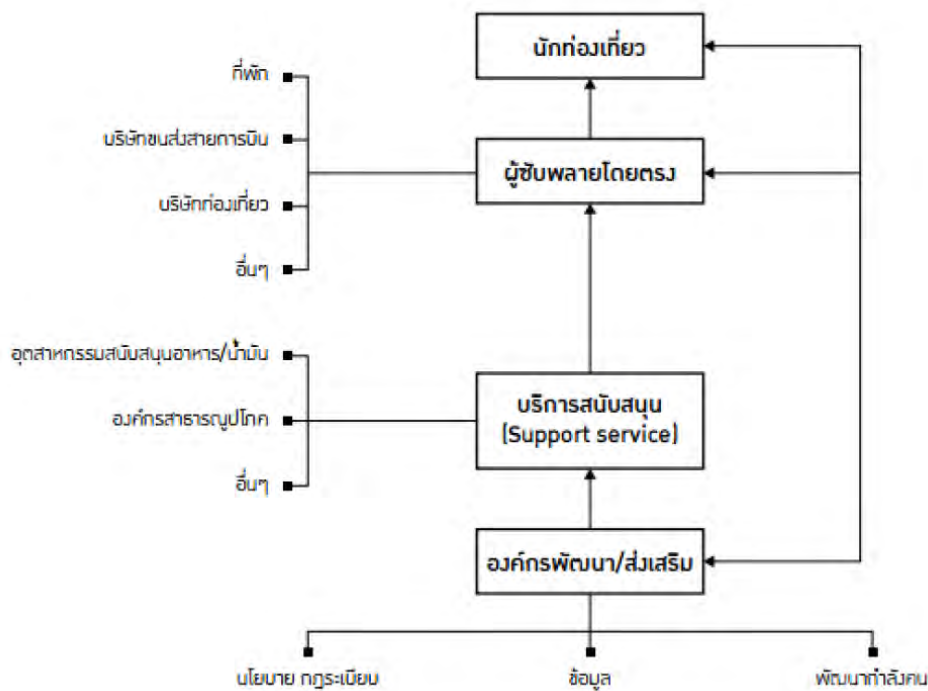 นักท่องเที่ยว
ที่พัก
บริษัทขนส่งสายการบิน
ผู้ซับพลายโดยตรง
บริษัทท่องเที่ยว
อื่นๆ
อุตสาหกรรมสนับสนุนอาหาร/น้ำมัน
บริการสนับสนุน
(Support service)
องค์กรสาธารณูปโภค
อื่นๆ
องค์กรพัฒนา/ส่งเสริม
นโยบาย กฎระเบียบ
ข้อมูล
พัฒนากำลังคน